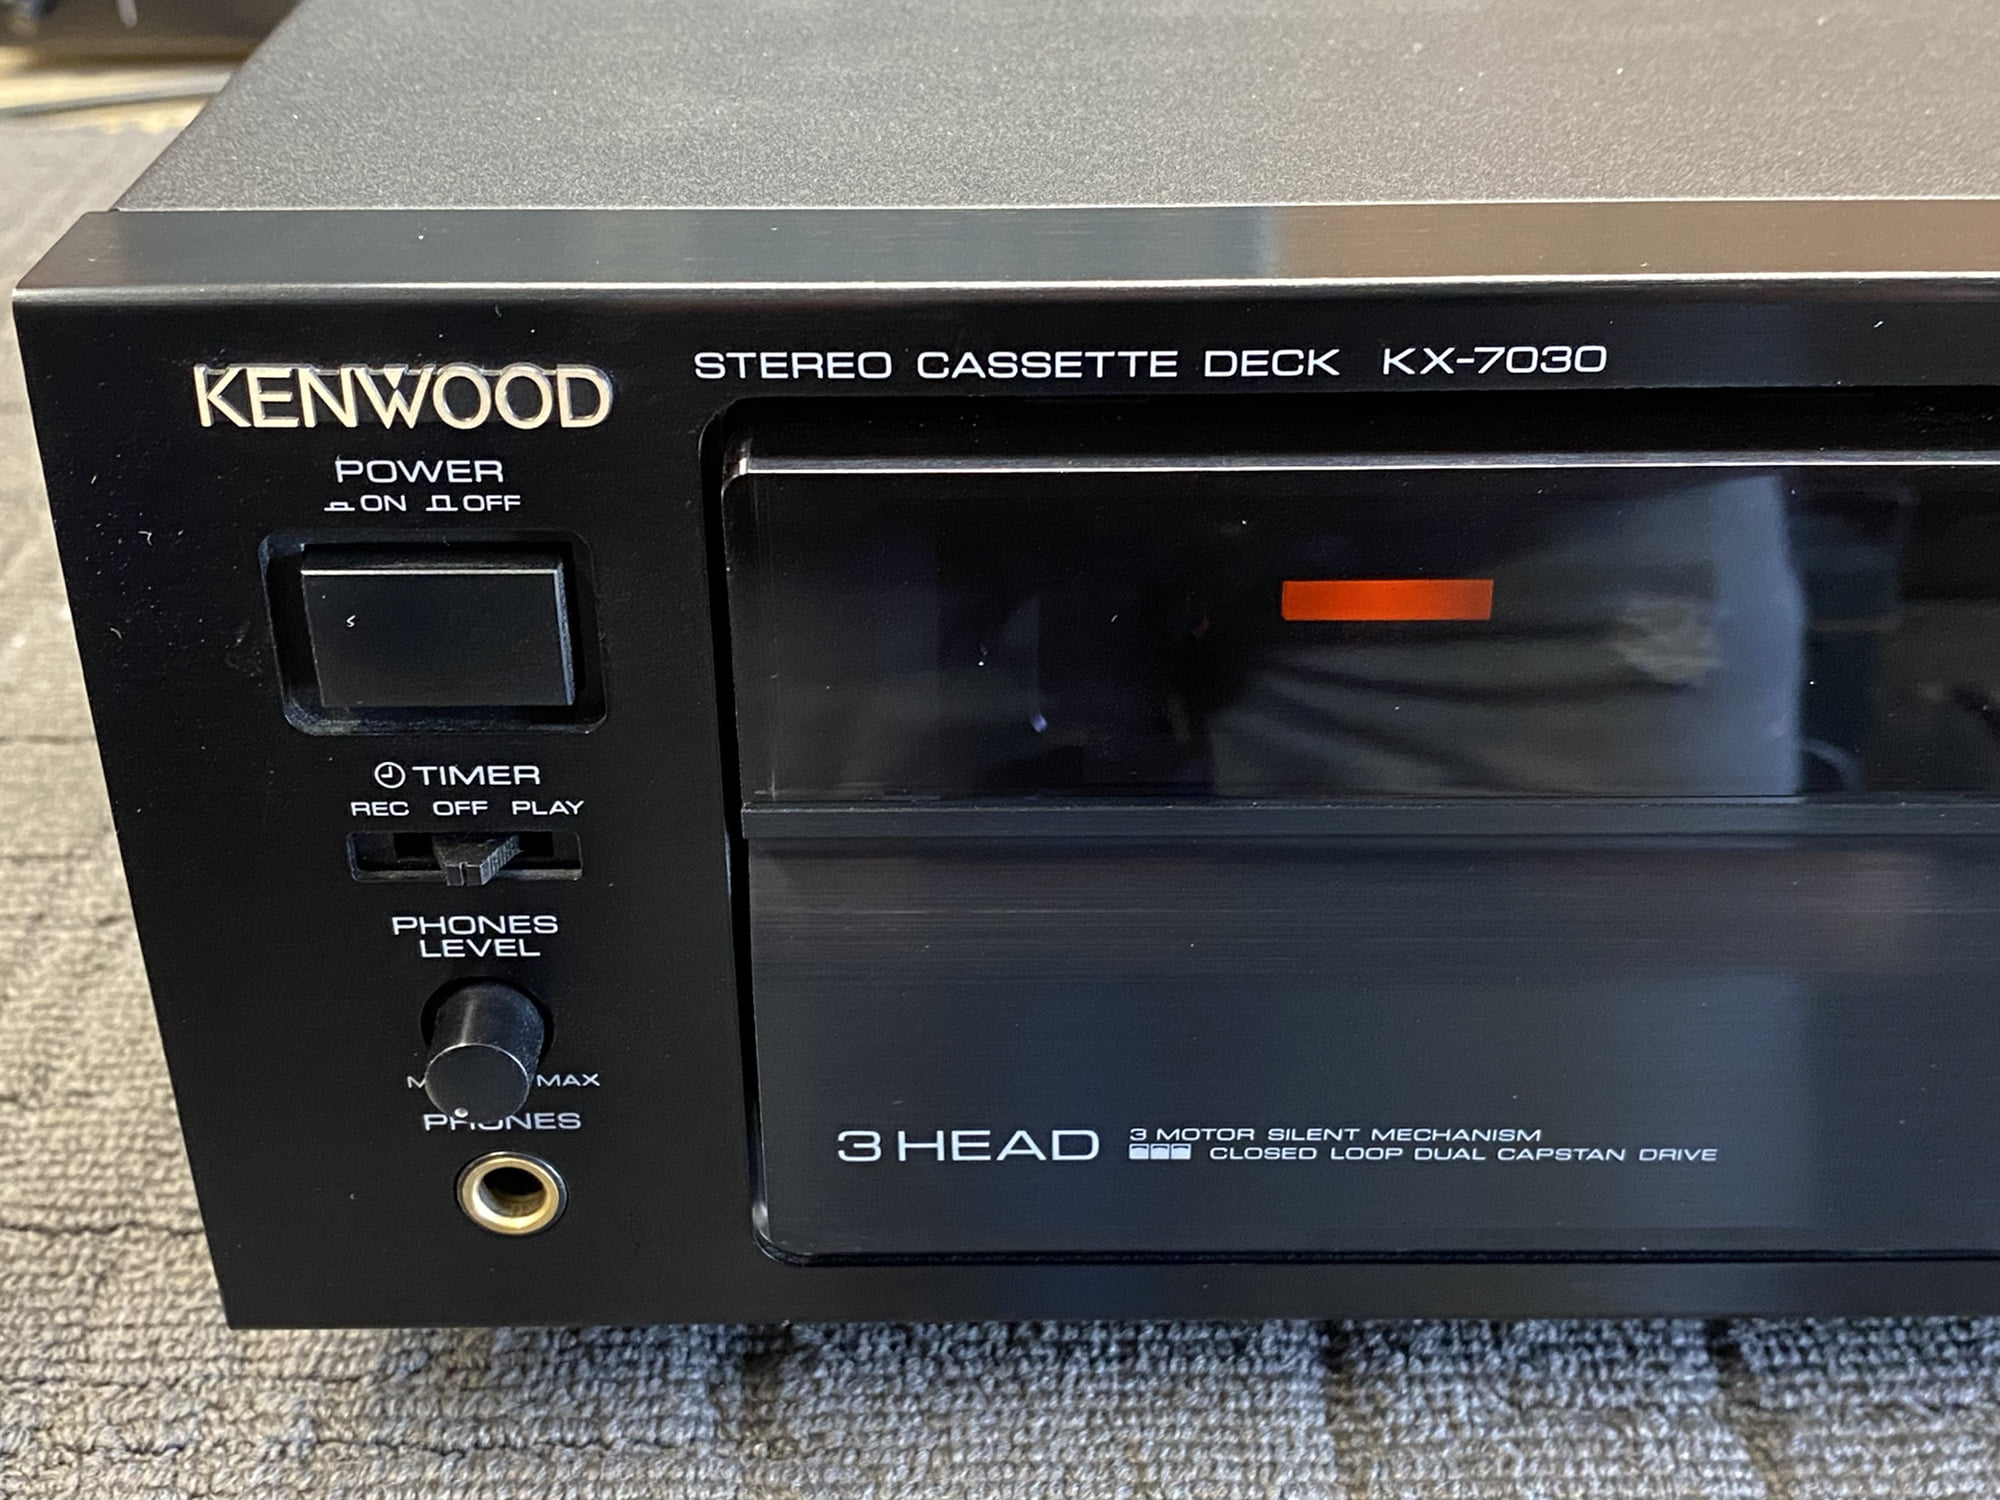 KENWOOD
STEREO CASSETTE DECK KX-7030
POWER
ON OFF
TIMER
REC OFF PLAY
PHONES
LEVEL
MAX
PHONES
3 HEAD
3 MOTOR SILENT MECHANISM
CLOSED LOOP DUAL CAPSTAN DRIVE